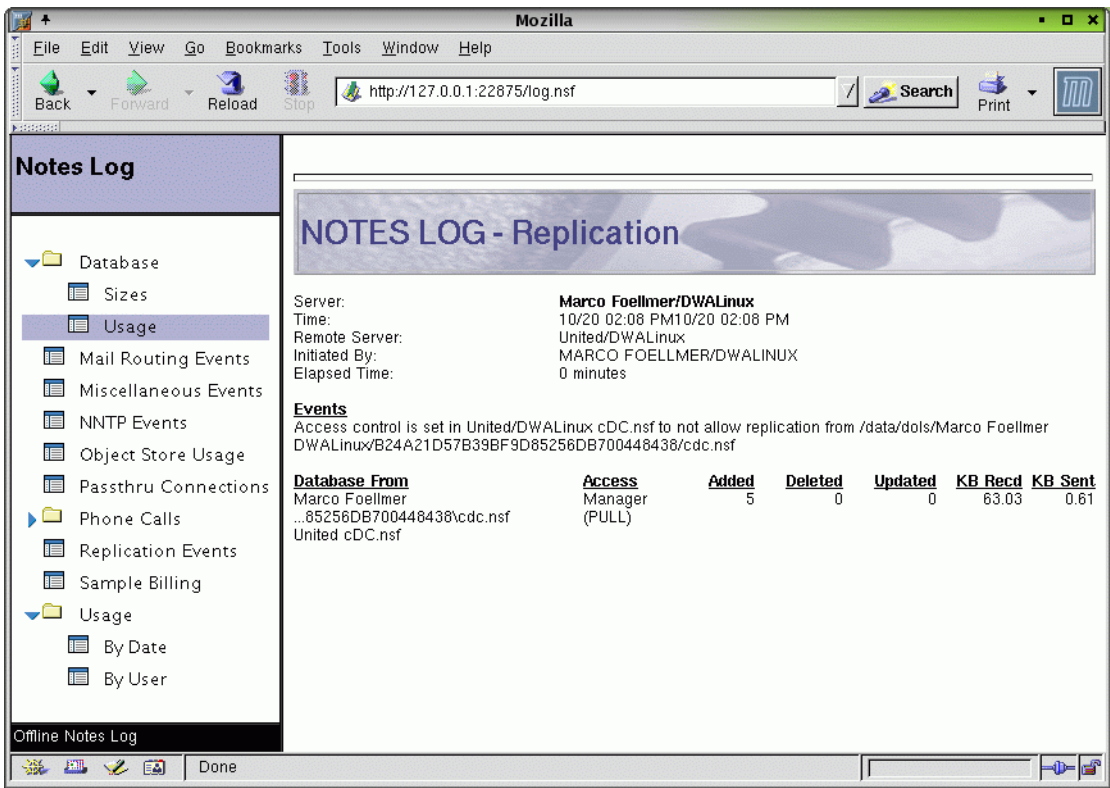 Mozilla
File Edit View Go Bookmarks Tools Window Help
Back Forward Reload Stop http://127.0.0.1:22875/log.nsf Search Print
Notes Log
Database
Sizes
Usage
Mail Routing Events
Miscellaneous Events
NNTP Events
Object Store Usage
Passthru Connections
Phone Calls
Replication Events
Sample Billing
Usage
By Date
By User
Offline Notes Log
NOTES LOG - Replication
Server: Marco Foellmer/DWALinux
Time: 10/20 02:08 PM10/20 02:08 PM
Remote Server: United/DWALinux
Initiated By: MARCO FOELLMER/DWALINUX
Elapsed Time: 0 minutes
Events
Access control is set in United/DWALinux cDC.nsf to not allow replication from /data/dols/Marco Foellmer
DWALinux/B24A21D57B39BF9D85256DB700448438/cdc.nsf
Database From Access Added Deleted Updated KB Recd KB Sent
Marco Foellmer Manager 5 0 0 63.03 0.61
...85256DB700448438\cdc.nsf (PULL)
United cDC.nsf
Done